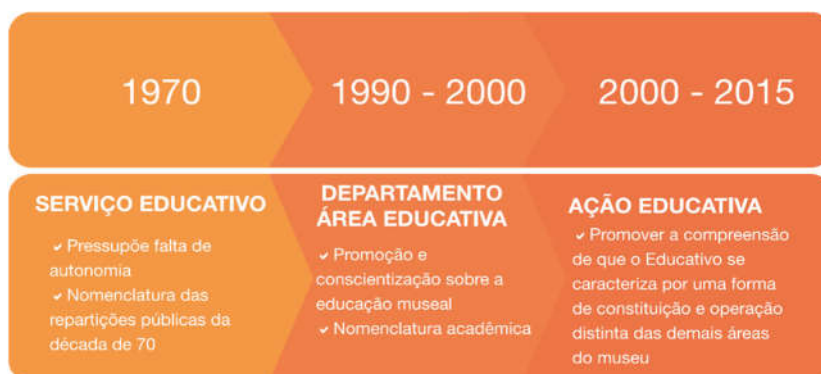 1970
1990 - 2000
2000 - 2015
SERVIÇO EDUCATIVO
✓ Pressupõe falta de
autonomia
✓ Nomenclatura das
repartições públicas da
década de 70
DEPARTAMENTO
ÁREA EDUCATIVA
✓ Promoção e
conscientização sobre a
educação museal
✓ Nomenclatura acadêmica
AÇÃO EDUCATIVA
✓ Promover a compreensão
de que o Educativo se
caracteriza por uma forma
de constituição e operação
distinta das demais áreas
do museu